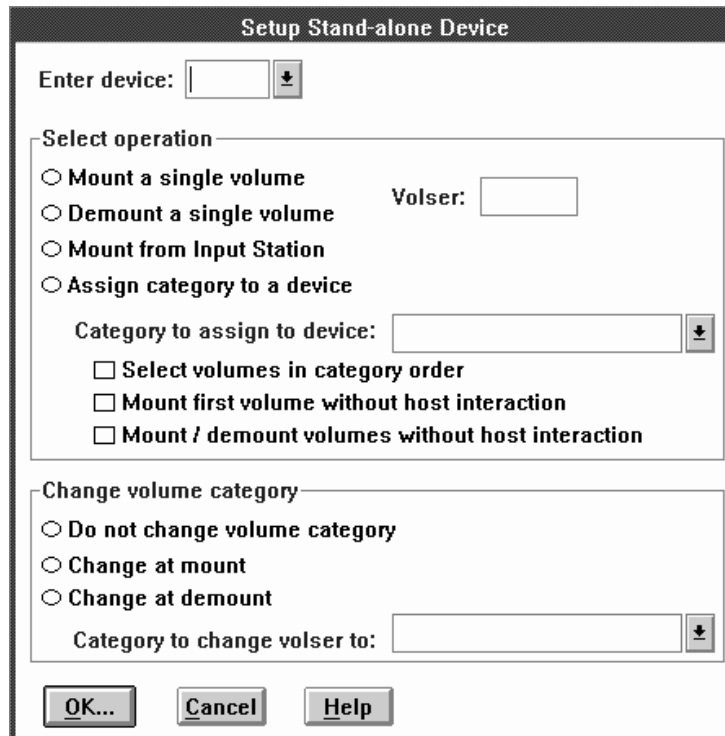 Setup Stand-alone Device
Enter device:
Select operation
Mount a single volume
Volser:
Demount a single volume
Mount from Input Station
Assign category to a device
Category to assign to device:
Select volumes in category order
Mount first volume without host interaction
Mount / demount volumes without host interaction
Change volume category
Do not change volume category
Change at mount
Change at demount
Category to change volser to:
OK... Cancel Help